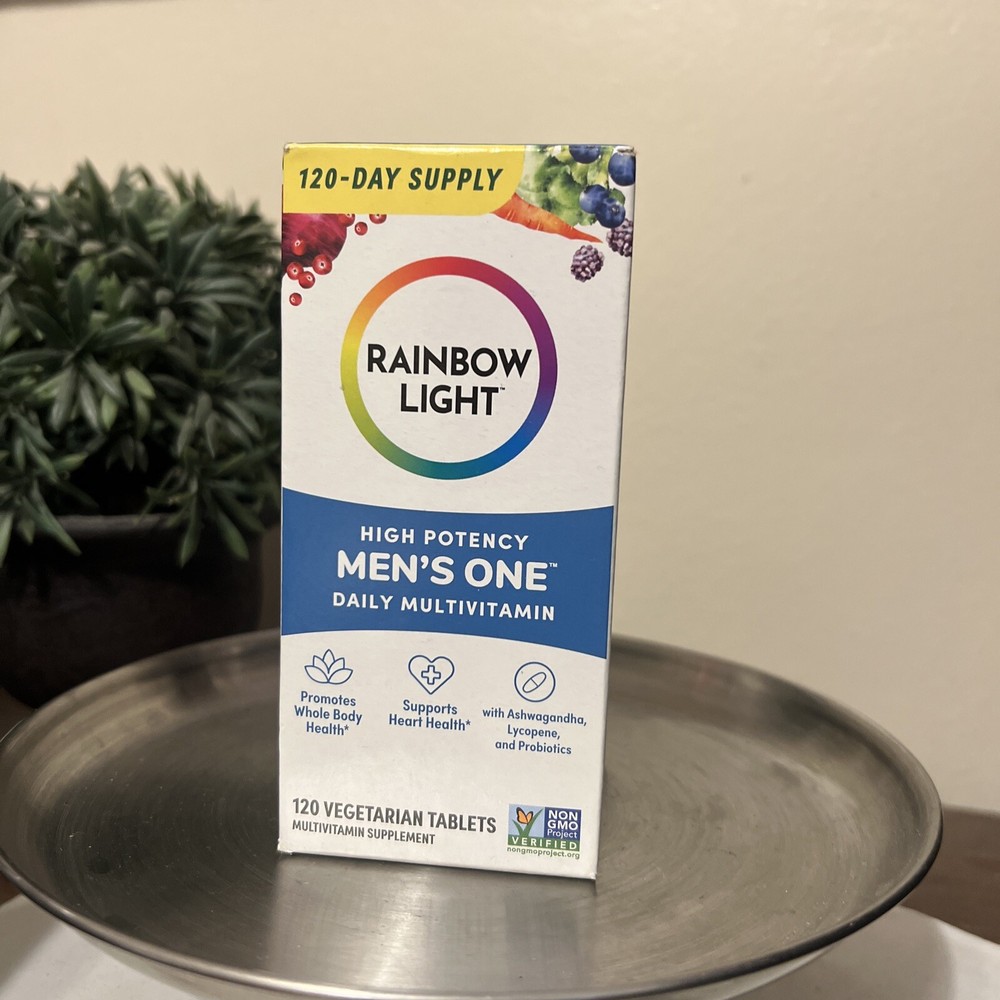 120-DAY SUPPLY
RAINBOW
LIGHT™
HIGH POTENCY
MEN'S ONE™
DAILY MULTIVITAMIN
Promotes
Whole Body
Health*
Supports
Heart Health*
with Ashwagandha,
Lycopene,
and Probiotics
120 VEGETARIAN TABLETS
MULTIVITAMIN SUPPLEMENT
NON
GMO
Project
VERIFIED
nongmoproject.org